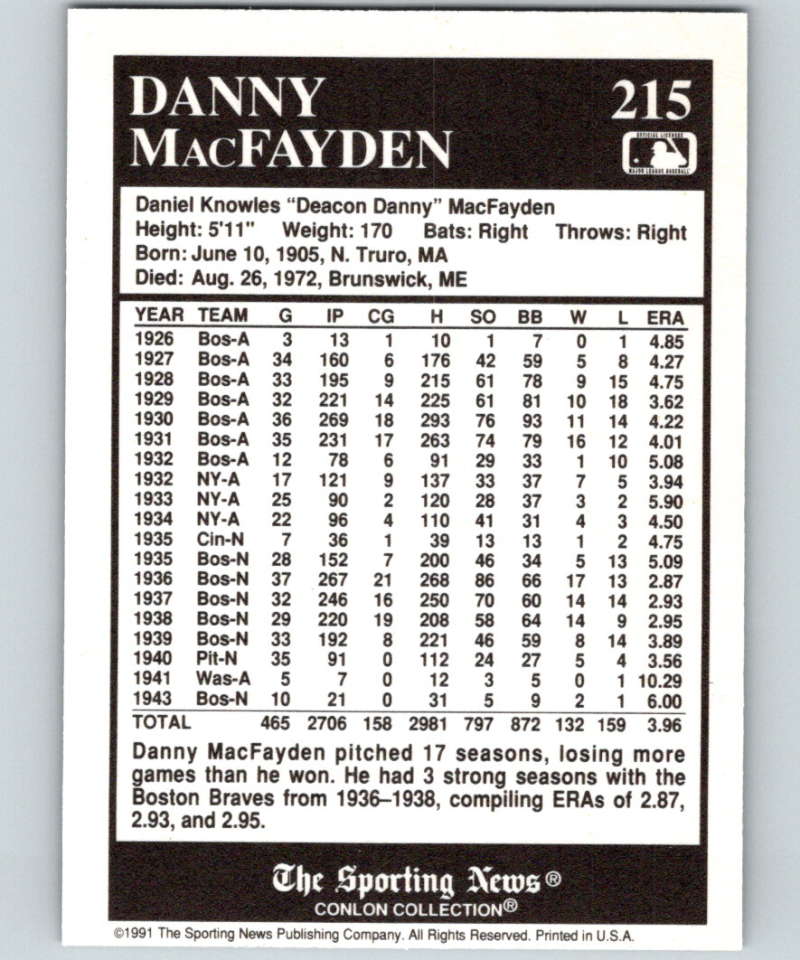 DANNY 215
MACFAYDEN
OFFICIAL LICENSEE
MAJOR LEAGUE BASEBALL
Daniel Knowles “Deacon Danny” MacFayden
Height: 5'11" Weight: 170 Bats: Right Throws: Right
Born: June 10, 1905, N. Truro, MA
Died: Aug. 26, 1972, Brunswick, ME
YEAR TEAM G IP CG H SO BB W L ERA
1926 Bos-A 3 13 1 10 1 7 0 1 4.85
1927 Bos-A 34 160 6 176 42 59 5 8 4.27
1928 Bos-A 33 195 9 215 61 78 9 15 4.75
1929 Bos-A 32 221 14 225 61 81 10 18 3.62
1930 Bos-A 36 269 18 293 76 93 11 14 4.22
1931 Bos-A 35 231 17 263 74 79 16 12 4.01
1932 Bos-A 12 78 6 91 29 33 1 10 5.08
1932 NY-A 17 121 9 137 33 37 7 5 3.94
1933 NY-A 25 90 2 120 28 37 3 2 5.90
1934 NY-A 22 96 4 110 41 31 4 3 4.50
1935 Cin-N 7 36 1 39 13 13 1 2 4.75
1935 Bos-N 28 152 7 200 46 34 5 13 5.09
1936 Bos-N 37 267 21 268 86 66 17 13 2.87
1937 Bos-N 32 246 16 250 70 60 14 14 2.93
1938 Bos-N 29 220 19 208 58 64 14 9 2.95
1939 Bos-N 33 192 8 221 46 59 8 14 3.89
1940 Pit-N 35 91 0 112 24 27 5 4 3.56
1941 Was-A 5 7 0 12 3 5 0 1 10.29
1943 Bos-N 10 21 0 31 5 9 2 1 6.00
TOTAL 465 2706 158 2981 797 872 132 159 3.96
Danny MacFayden pitched 17 seasons, losing more
games than he won. He had 3 strong seasons with the
Boston Braves from 1936–1938, compiling ERAs of 2.87,
2.93, and 2.95.
The Sporting News®
CONLON COLLECTION®
©1991 The Sporting News Publishing Company. All Rights Reserved. Printed in U.S.A.